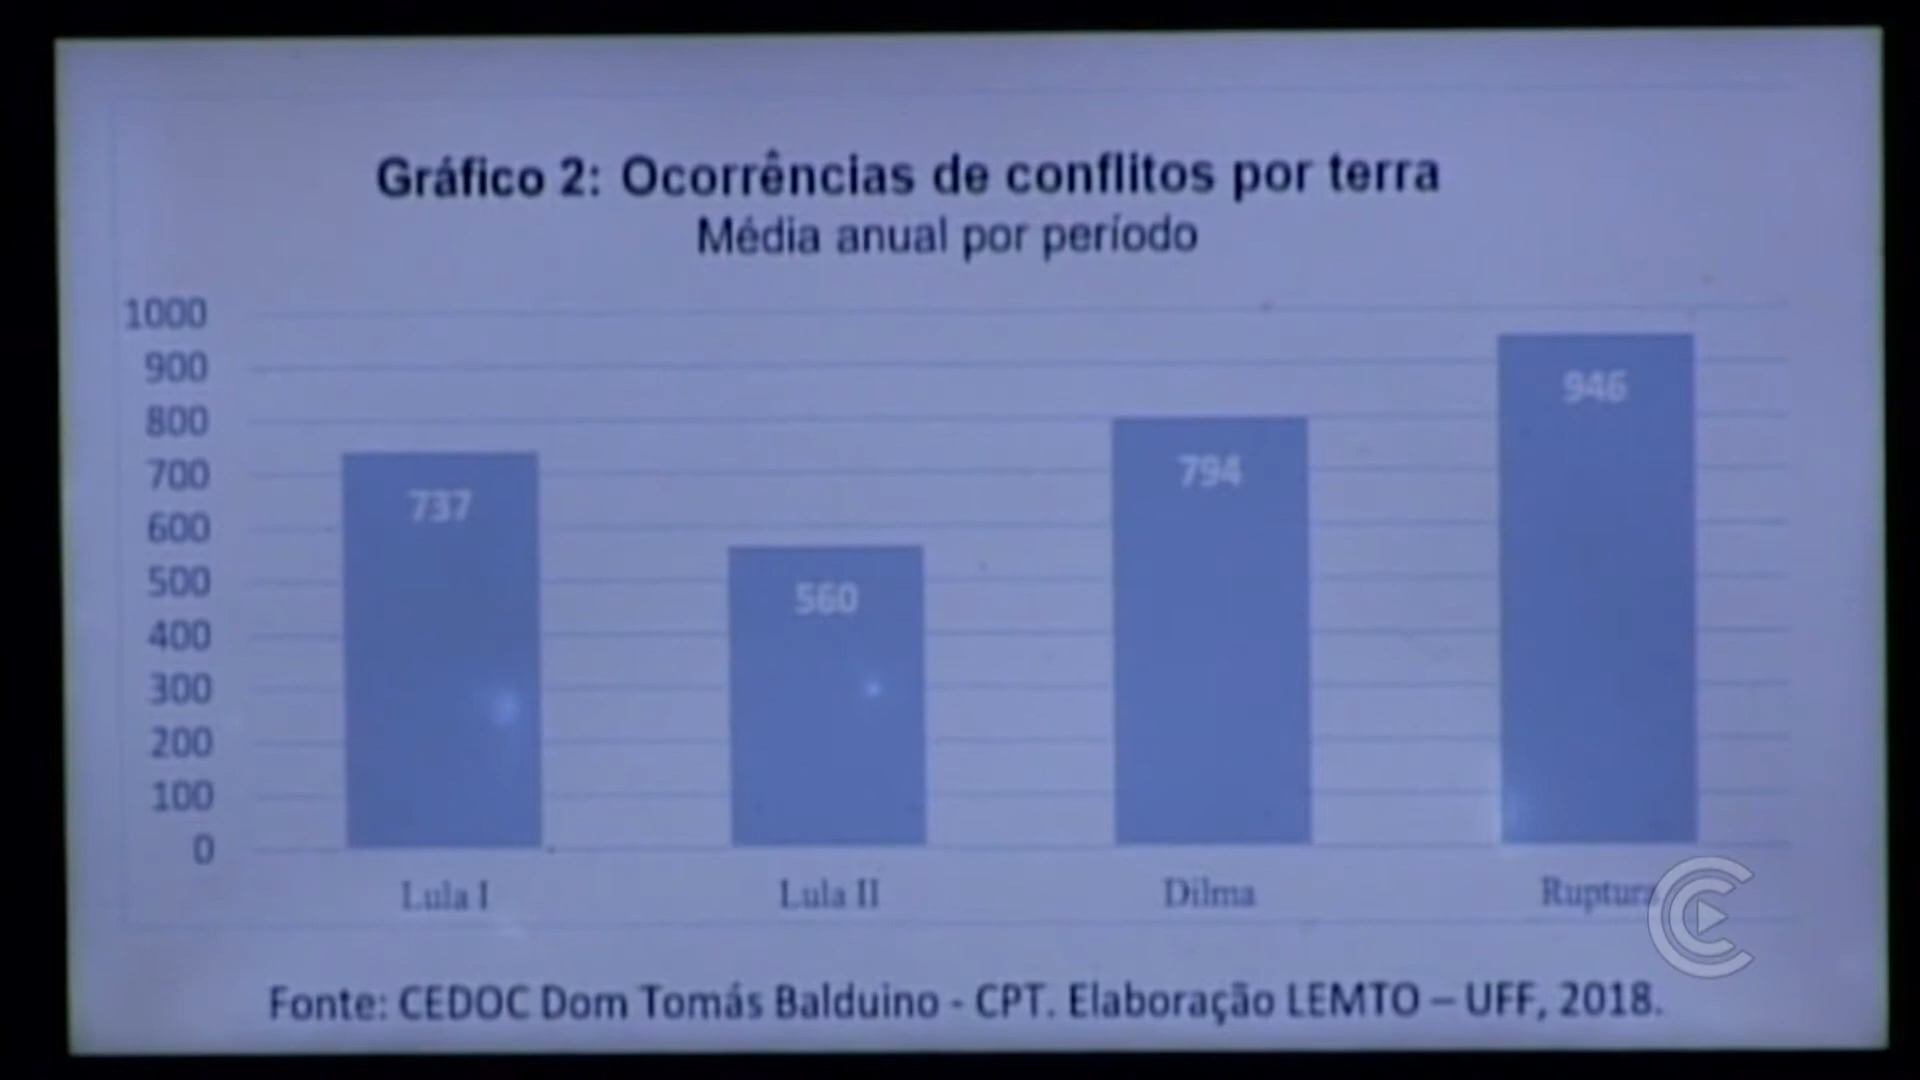 Gráfico 2: Ocorrências de conflitos por terra
Média anual por período
1000
900
800
700
600
500
400
300
200
100
0
737
560
794
946
Lula I
Lula II
Dilma
Ruptura
Fonte: CEDOC Dom Tomás Balduino - CPT. Elaboração LEMTO – UFF, 2018.